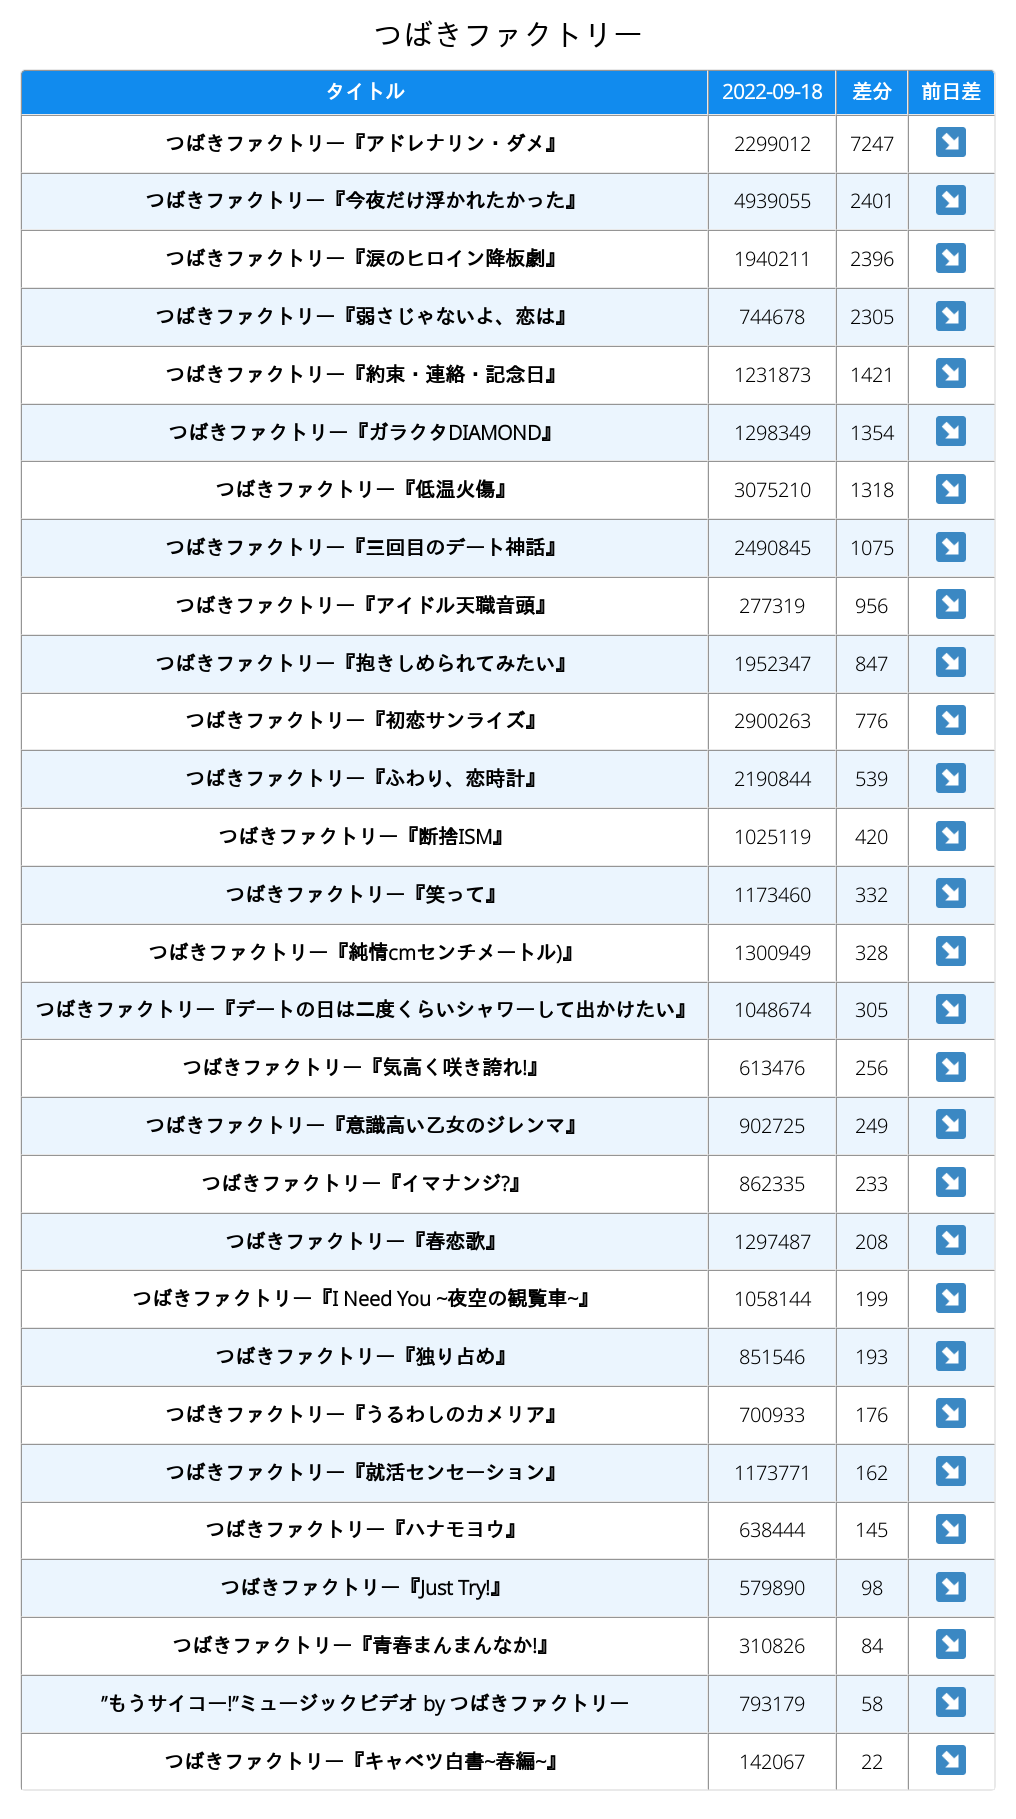 つばきファクトリー
タイトル 2022-09-18 差分 前日差
つばきファクトリー『アドレナリン・ダメ』 2299012 7247
つばきファクトリー『今夜だけ浮かれたかった』 4939055 2401
つばきファクトリー『涙のヒロイン降板劇』 1940211 2396
つばきファクトリー『弱さじゃないよ、恋は』 744678 2305
つばきファクトリー『約束・連絡・記念日』 1231873 1421
つばきファクトリー『ガラクタDIAMOND』 1298349 1354
つばきファクトリー『低温火傷』 3075210 1318
つばきファクトリー『三回目のデート神話』 2490845 1075
つばきファクトリー『アイドル天職音頭』 277319 956
つばきファクトリー『抱きしめられてみたい』 1952347 847
つばきファクトリー『初恋サンライズ』 2900263 776
つばきファクトリー『ふわり、恋時計』 2190844 539
つばきファクトリー『断捨ISM』 1025119 420
つばきファクトリー『笑って』 1173460 332
つばきファクトリー『純情cmセンチメートル)』 1300949 328
つばきファクトリー『デートの日は二度くらいシャワーして出かけたい』 1048674 305
つばきファクトリー『気高く咲き誇れ!』 613476 256
つばきファクトリー『意識高い乙女のジレンマ』 902725 249
つばきファクトリー『イマナンジ?』 862335 233
つばきファクトリー『春恋歌』 1297487 208
つばきファクトリー『I Need You ~夜空の観覧車~』 1058144 199
つばきファクトリー『独り占め』 851546 193
つばきファクトリー『うるわしのカメリア』 700933 176
つばきファクトリー『就活センセーション』 1173771 162
つばきファクトリー『ハナモヨウ』 638444 145
つばきファクトリー『Just Try!』 579890 98
つばきファクトリー『青春まんまんなか!』 310826 84
”もうサイコー!”ミュージックビデオ by つばきファクトリー 793179 58
つばきファクトリー『キャベツ白書~春編~』 142067 22